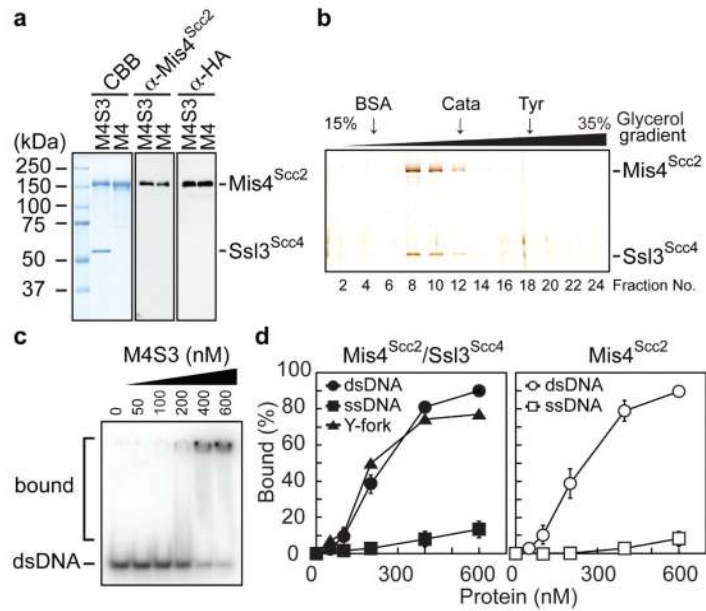 a
CBB
α-Mis4Scc2
α-HA
M4S3
M4
M4S3
M4
M4S3
M4
(kDa)
250
150
100
75
50
37
Mis4Scc2
Ssl3Scc4
b
BSA
Cata
Tyr
15%
35%
Glycerol
gradient
Mis4Scc2
Ssl3Scc4
2 4 6 8 10 12 14 16 18 20 22 24 Fraction No.
c
M4S3 (nM)
0 50 100 200 400 600
bound
dsDNA
d
Mis4Scc2/Ssl3Scc4
dsDNA
ssDNA
Y-fork
Bound (%)
100
80
60
40
20
0
0 300 600
Mis4Scc2
dsDNA
ssDNA
0 300 600
Protein (nM)